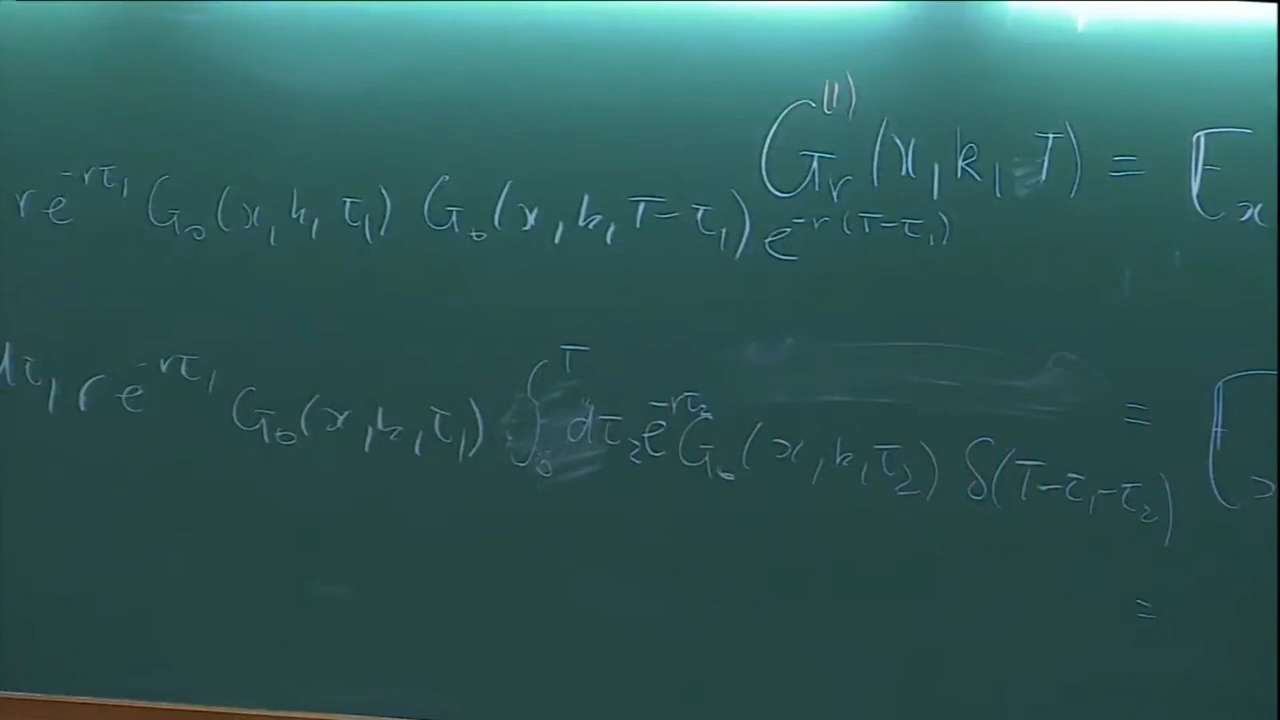 G_r^{(1)}(x, k, T) = E_x
r e^{-rτ_1} G_0(x, k, τ_1) G_0(x, k, T-τ_1) e^{-r(T-τ_1)}
dτ_1 r e^{-rτ_1} G_0(x, k, τ_1) ∫_0^T dτ_2 e^{-rτ_2} G_0(x, k, τ_2) δ(T-τ_1-τ_2) =
=